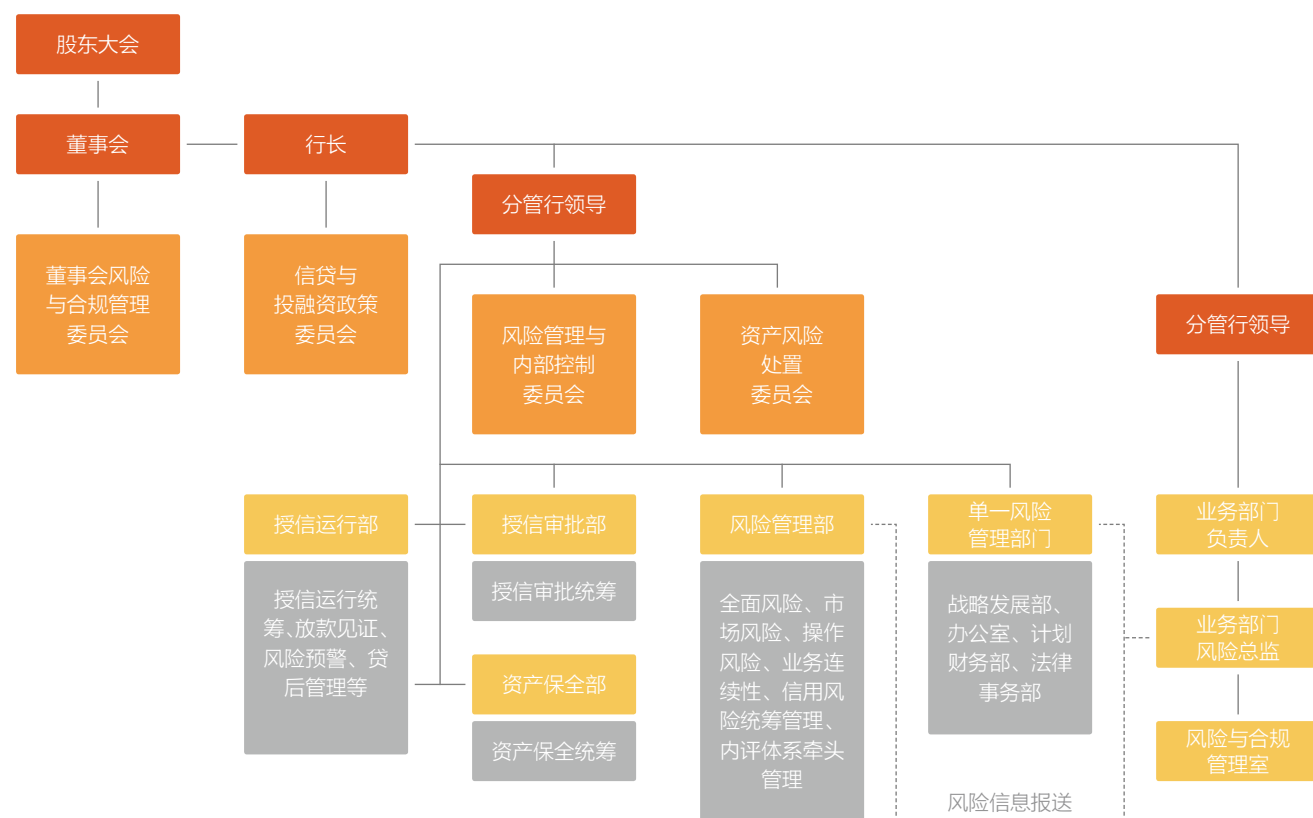 股东大会
董事会
行长
分管行领导
董事会风险
与合规管理
委员会
信贷与
投融资政策
委员会
风险管理与
内部控制
委员会
资产风险
处置
委员会
分管行领导
授信运行部
授信审批部
风险管理部
单一风险
管理部门
业务部门
负责人
授信运行统
筹、放款见证、
风险预警、贷
后管理等
授信审批统筹
资产保全部
资产保全统筹
全面风险、市
场风险、操作
风险、业务连
续性、信用风
险统筹管理、
内评体系牵头
管理
战略发展部、
办公室、计划
财务部、法律
事务部
业务部门
风险总监
风险与合规
管理室
风险信息报送